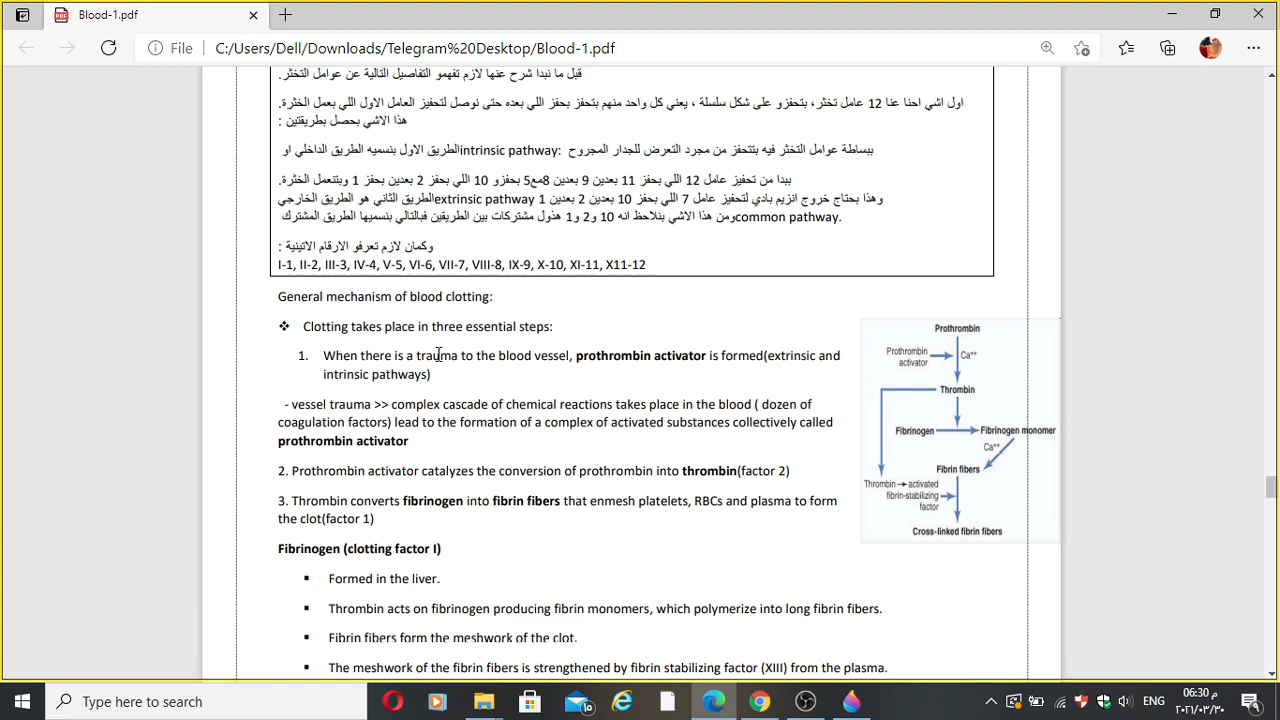 Blood-1.pdf
File
C:/Users/Dell/Downloads/Telegram%20Desktop/Blood-1.pdf
قبل ما نبدا شرح عنها لازم تفهمو التفاصيل التالية عن عوامل التخثر.
اول اشي احنا عنا 12 عامل تخثر، بتحفزو على شكل سلسلة ، يعني كل واحد منهم بتحفز بحفز اللي بعده حتى نوصل لتحفيز العامل الاول اللي بعمل الخثرة.
هذا الاشي بحصل بطريقتين :
ببساطة عوامل التخثر فيه بتتحفز من مجرد التعرض للجدار المجروح :intrinsic pathwayالطريق الاول بنسميه الطريق الداخلي او
ببدا من تحفيز عامل 12 اللي بحفز 11 بعدين 9 بعدين 8مع5 بحفزو 10 اللي بحفز 2 بعدين بحفز 1 وبتنعمل الخثرة.
وهذا بحتاج خروج انزيم بادي لتحفيز عامل 7 اللي بحفز 10 بعدين 2 بعدين 1 extrinsic pathwayالطريق الثاني هو الطريق الخارجي
ومن هذا الاشي بنلاحظ انه 10 و2 و1 هذول مشتركات بين الطريقين فبالتالي بنسميها الطريق المشترك common pathway.
وكمان لازم تعرفو الارقام الاتينية :
I-1, II-2, III-3, IV-4, V-5, VI-6, VII-7, VIII-8, IX-9, X-10, XI-11, X11-12
General mechanism of blood clotting:
❖ Clotting takes place in three essential steps:
1. When there is a trauma to the blood vessel, prothrombin activator is formed(extrinsic and
intrinsic pathways)
- vessel trauma >> complex cascade of chemical reactions takes place in the blood ( dozen of
coagulation factors) lead to the formation of a complex of activated substances collectively called
prothrombin activator
2. Prothrombin activator catalyzes the conversion of prothrombin into thrombin(factor 2)
3. Thrombin converts fibrinogen into fibrin fibers that enmesh platelets, RBCs and plasma to form
the clot(factor 1)
Fibrinogen (clotting factor I)
▪ Formed in the liver.
▪ Thrombin acts on fibrinogen producing fibrin monomers, which polymerize into long fibrin fibers.
▪ Fibrin fibers form the meshwork of the clot.
▪ The meshwork of the fibrin fibers is strengthened by fibrin stabilizing factor (XIII) from the plasma.
Prothrombin
Prothrombin
activator
Ca++
Thrombin
Fibrinogen
Fibrinogen monomer
Ca++
Fibrin fibers
Thrombin → activated
fibrin-stabilizing
factor
Cross-linked fibrin fibers
Type here to search
ENG
06:30 م
٢٠٢١/٠٣/٣٠